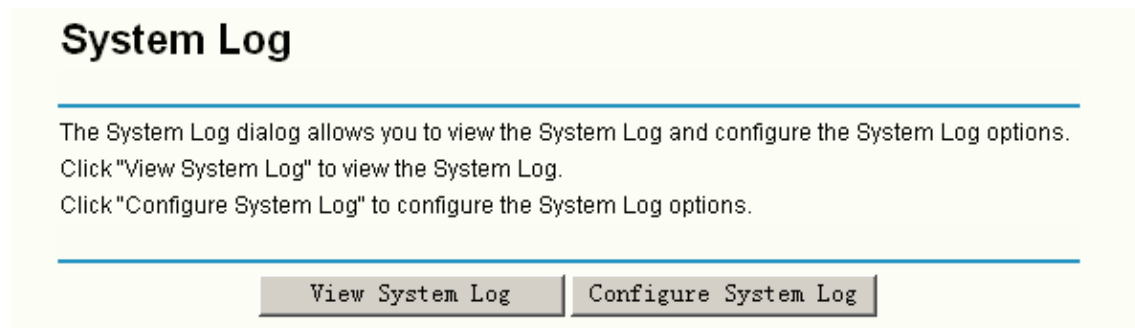 System Log
The System Log dialog allows you to view the System Log and configure the System Log options.
Click "View System Log" to view the System Log.
Click "Configure System Log" to configure the System Log options.
View System Log Configure System Log